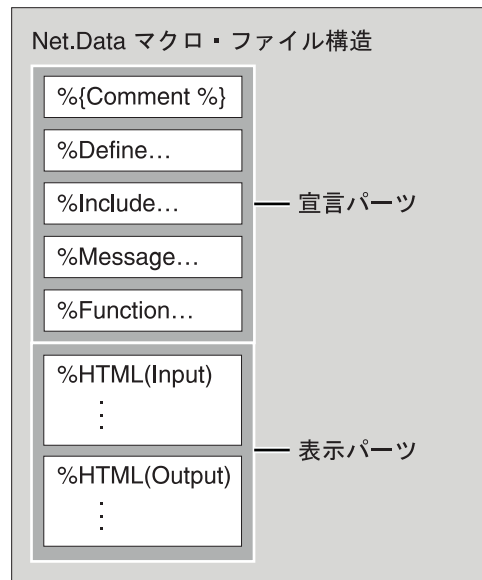 Net.Data マクロ・ファイル構造
%{Comment %}
%Define...
%Include...
%Message...
%Function...
宣言パーツ
%HTML(Input)
⋮
%HTML(Output)
⋮
表示パーツ